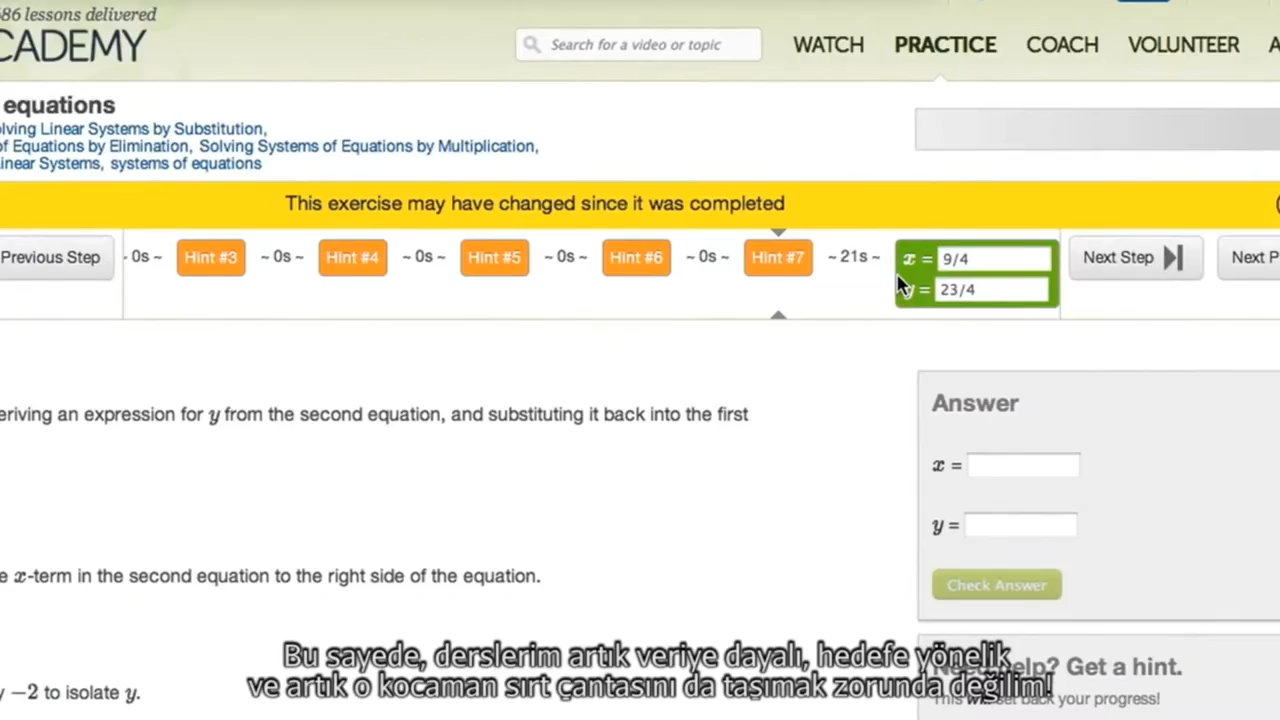 86 lessons delivered
CADEMY
Search for a video or topic
WATCH PRACTICE COACH VOLUNTEER A
equations
lving Linear Systems by Substitution,
of Equations by Elimination, Solving Systems of Equations by Multiplication,
inear Systems, systems of equations
This exercise may have changed since it was completed
Previous Step
0s ~ Hint #3 ~ 0s ~ Hint #4 ~ 0s ~ Hint #5 ~ 0s ~ Hint #6 ~ 0s ~ Hint #7 ~ 21s ~
x = 9/4
y = 23/4
Next Step
Next P
eriving an expression for y from the second equation, and substituting it back into the first
e x-term in the second equation to the right side of the equation.
y −2 to isolate y.
Answer
x =
y =
Check Answer
help? Get a hint.
This will set back your progress!
Bu sayede, derslerim artık veriye dayalı, hedefe yönelik
ve artık o kocaman sırt çantasını da taşımak zorunda değilim!